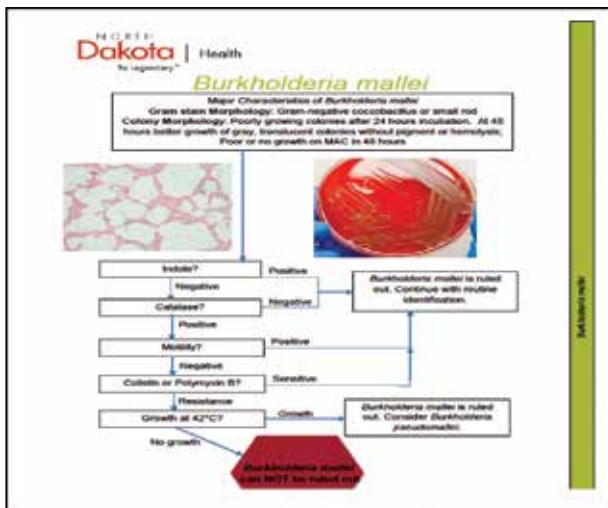 NORTH
Dakota | Health
Be Legendary.™
Burkholderia mallei
Major Characteristics of Burkholderia mallei
Gram stain Morphology: Gram-negative coccobacillus or small rod
Colony Morphology: Poorly growing colonies after 24 hours incubation. At 48
hours better growth of gray, translucent colonies without pigment or hemolysis;
Poor or no growth on MAC in 48 hours
Indole?
Positive
Negative
Burkholderia mallei is ruled
out. Continue with routine
identification.
Catalase?
Negative
Positive
Motility?
Positive
Negative
Colistin or Polymyxin B?
Sensitive
Resistance
Growth at 42°C?
Growth
Burkholderia mallei is ruled
out. Consider Burkholderia
pseudomallei.
No growth
Burkholderia mallei
can NOT be ruled out
Burkholderia mallei